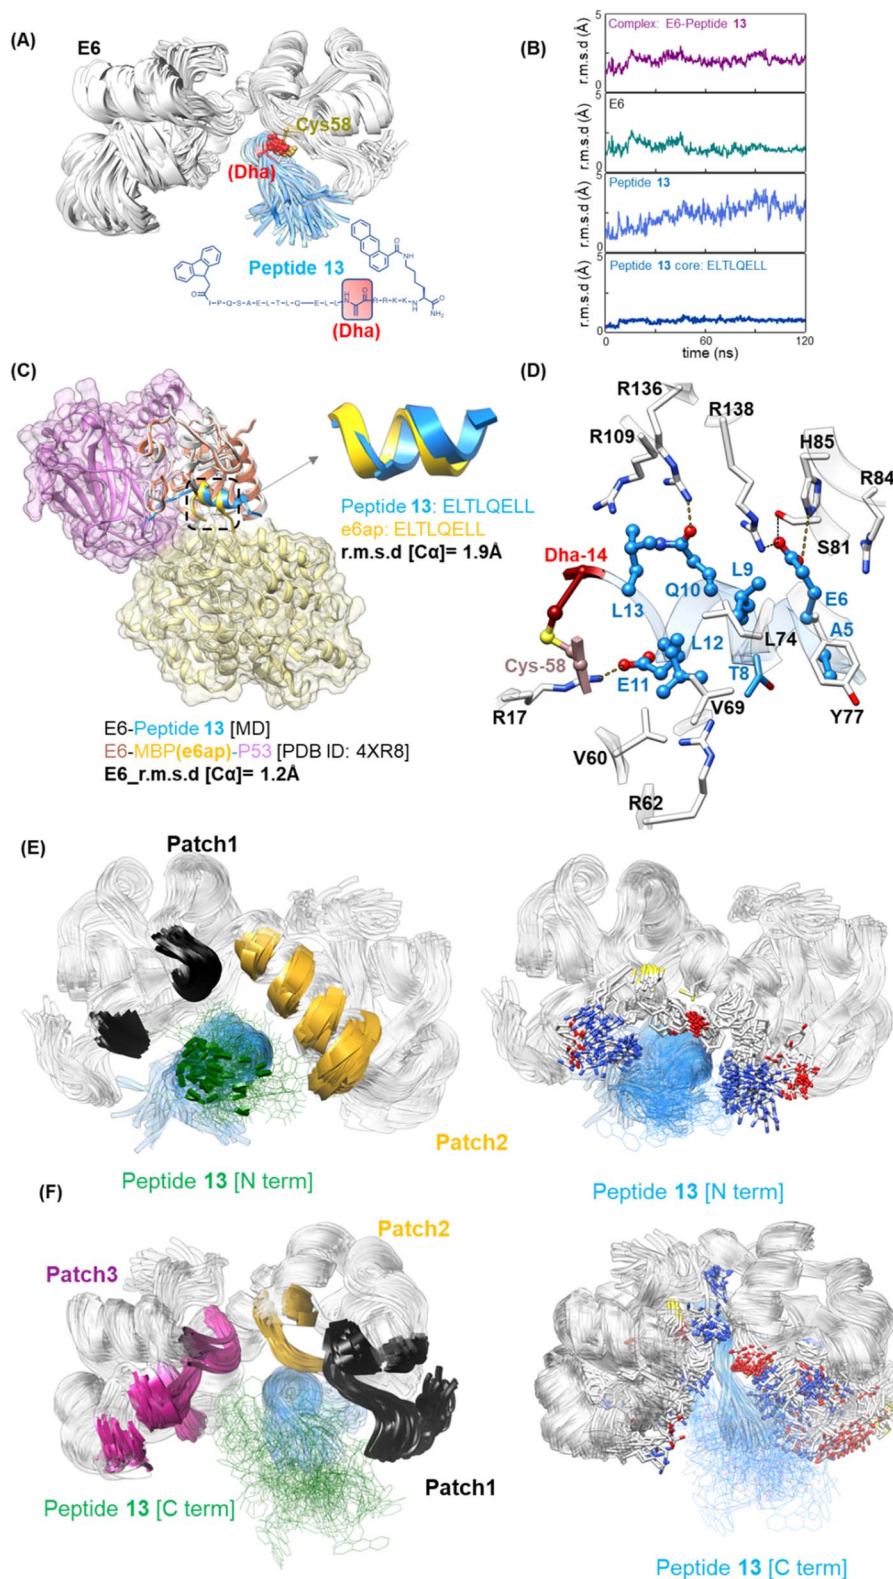 (A)
E6
Cys58
(Dha)
Peptide 13
O
O
NH
I-P-Q-S-A-E-L-T-L-Q-E-L-L
H
N
O
R-R-K-K
N
H
O
NH₂
(Dha)
(B)
5
r.m.s.d (Å)
0
Complex: E6-Peptide 13
5
r.m.s.d (Å)
0
E6
5
r.m.s.d (Å)
0
Peptide 13
5
r.m.s.d (Å)
0
Peptide 13 core: ELTLQELL
0 60 120
time (ns)
(C)
Peptide 13: ELTLQELL
e6ap: ELTLQELL
r.m.s.d [Cα]= 1.9Å
E6-Peptide 13 [MD]
E6-MBP(e6ap)-P53 [PDB ID: 4XR8]
E6_r.m.s.d [Cα]= 1.2Å
(D)
R136
R138
H85
R109
R84
S81
Dha-14
L9
L13
Q10
E6
L12
L74
A5
Cys-58
T8
E11
R17
V69
Y77
V60
R62
(E)
Patch1
Patch2
Peptide 13 [N term]
Peptide 13 [N term]
(F)
Patch2
Patch3
Peptide 13 [C term]
Patch1
Peptide 13 [C term]